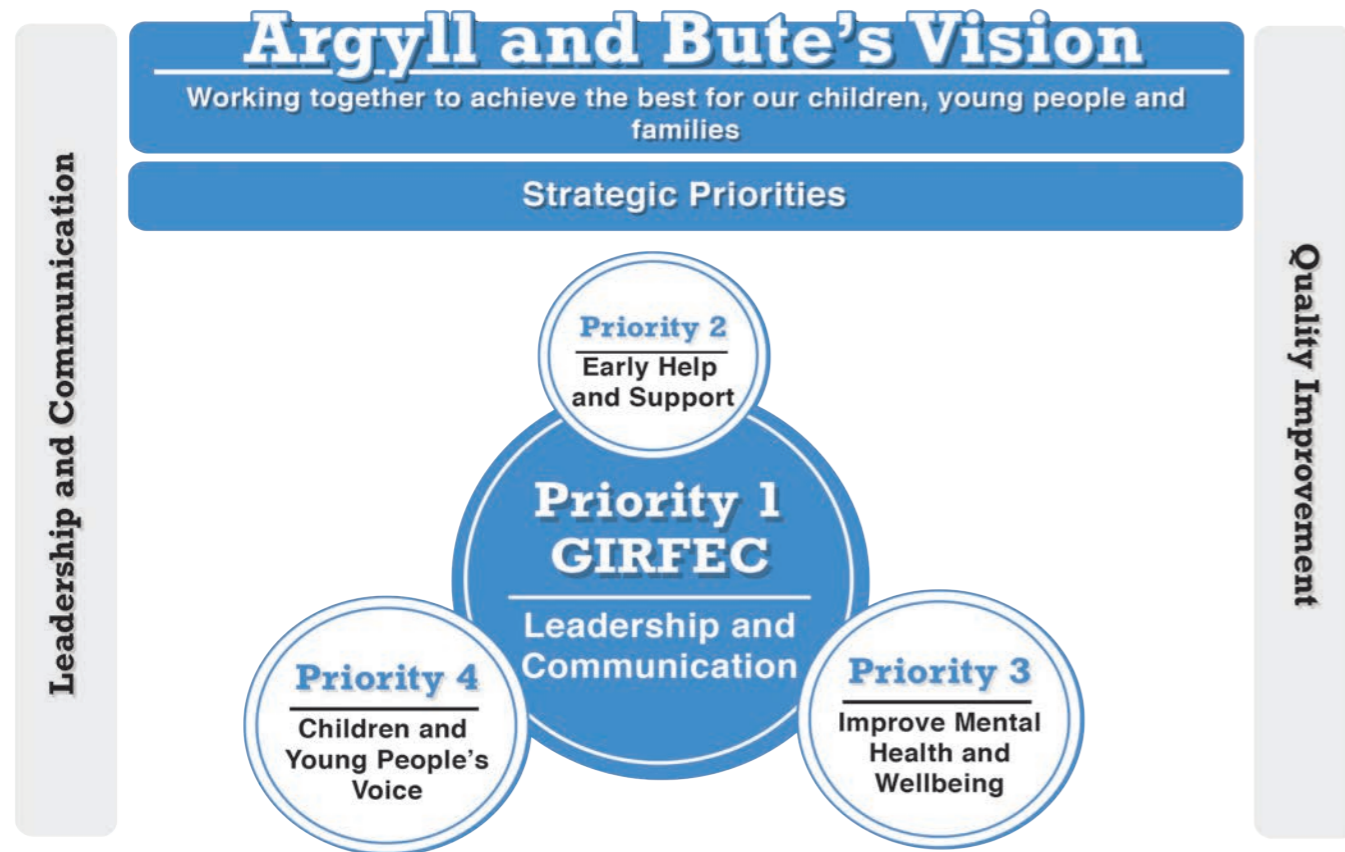 Argyll and Bute's Vision
Working together to achieve the best for our children, young people and
families
Strategic Priorities
Leadership and Communication
Priority 2
Early Help
and Support
Priority 1
GIRFEC
Leadership and
Communication
Priority 4
Children and
Young People's
Voice
Priority 3
Improve Mental
Health and
Wellbeing
Quality Improvement